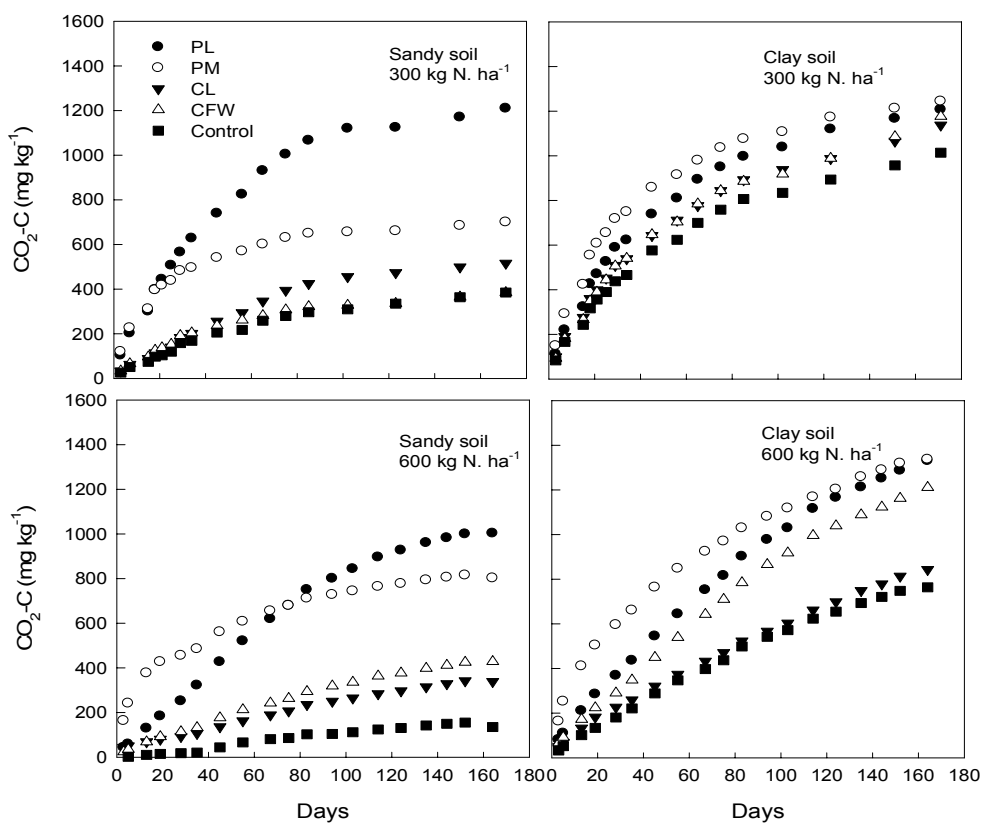 1600
1400
1200
1000
800
600
400
200
0
CO2-C (mg kg-1)
PL
PM
CL
CFW
Control
Sandy soil
300 kg N. ha-1
Clay soil
300 kg N. ha-1
1600
1400
1200
1000
800
600
400
200
0
CO2-C (mg kg-1)
Sandy soil
600 kg N. ha-1
Clay soil
600 kg N. ha-1
0 20 40 60 80 100 120 140 160 180
0 20 40 60 80 100 120 140 160 180
Days
Days